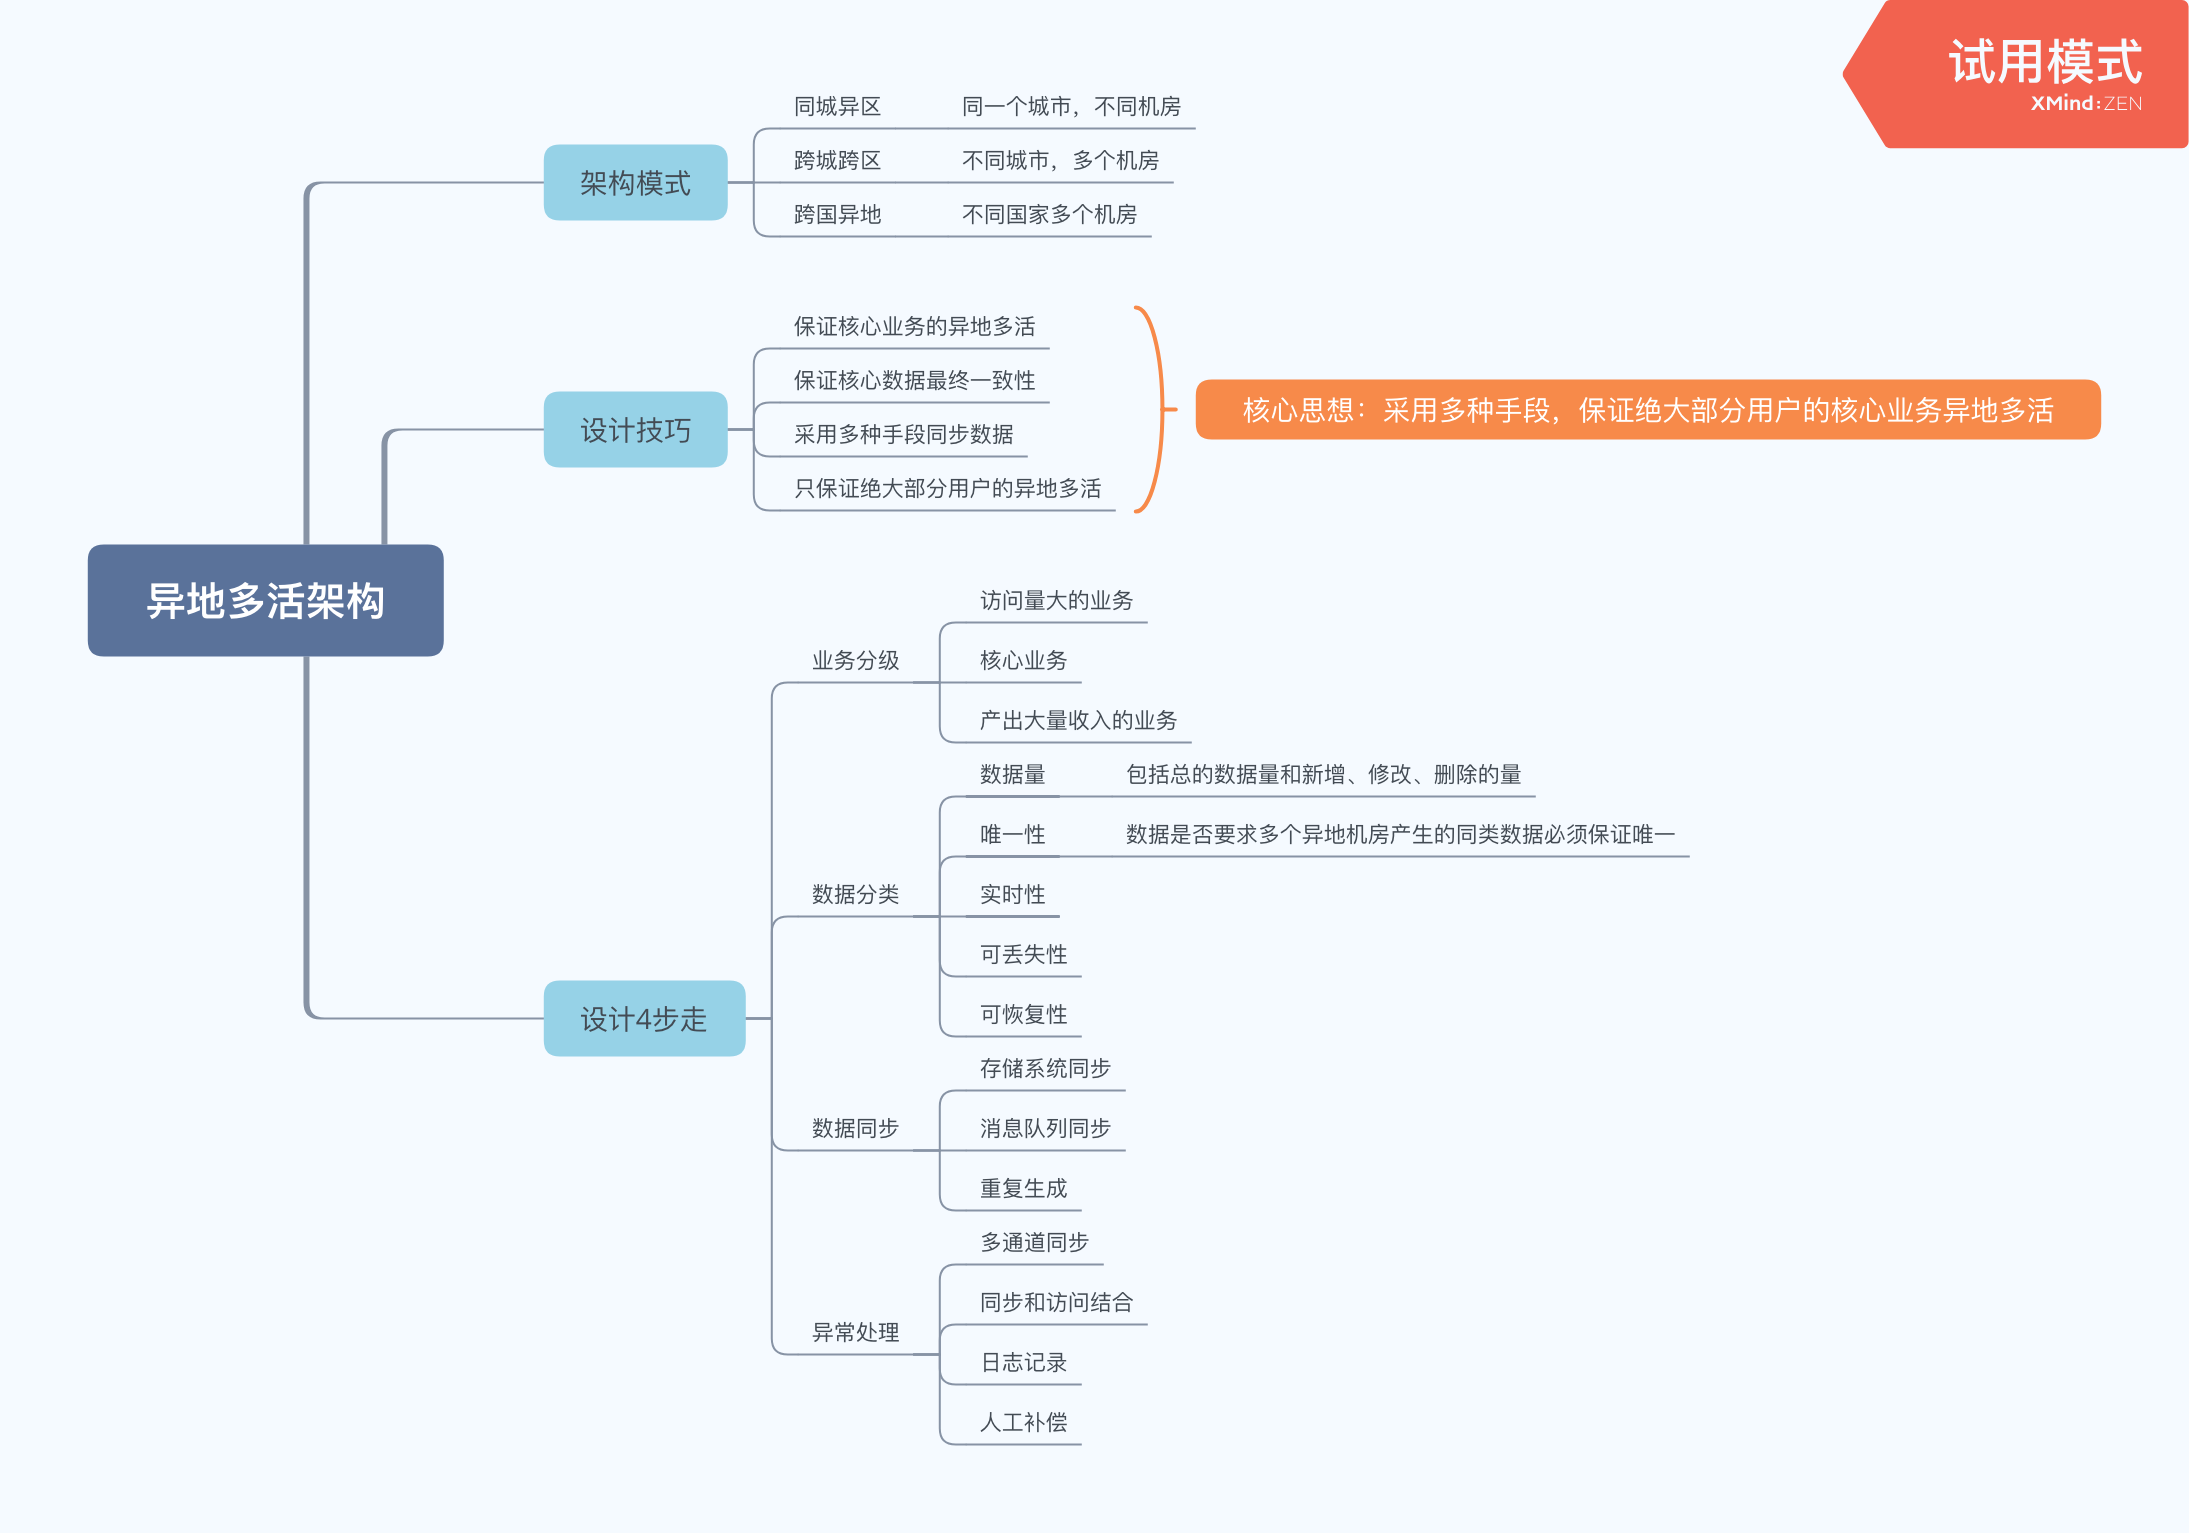 试用模式
XMind:ZEN
异地多活架构
架构模式
同城异区
同一个城市，不同机房
跨城跨区
不同城市，多个机房
跨国异地
不同国家多个机房
设计技巧
保证核心业务的异地多活
保证核心数据最终一致性
采用多种手段同步数据
只保证绝大部分用户的异地多活
核心思想：采用多种手段，保证绝大部分用户的核心业务异地多活
设计4步走
业务分级
访问量大的业务
核心业务
产出大量收入的业务
数据分类
数据量
包括总的数据量和新增、修改、删除的量
唯一性
数据是否要求多个异地机房产生的同类数据必须保证唯一
实时性
可丢失性
可恢复性
数据同步
存储系统同步
消息队列同步
重复生成
异常处理
多通道同步
同步和访问结合
日志记录
人工补偿